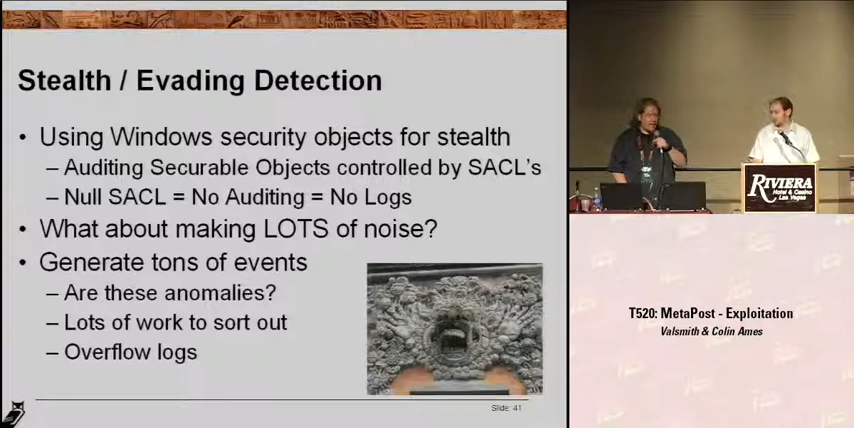 Stealth / Evading Detection
• Using Windows security objects for stealth
– Auditing Securable Objects controlled by SACL's
– Null SACL = No Auditing = No Logs
• What about making LOTS of noise?
• Generate tons of events
– Are these anomalies?
– Lots of work to sort out
– Overflow logs
Slide: 41
RIVIERA
Hotel & Casino
Las Vegas
T520: MetaPost - Exploitation
Valsmith & Colin Ames